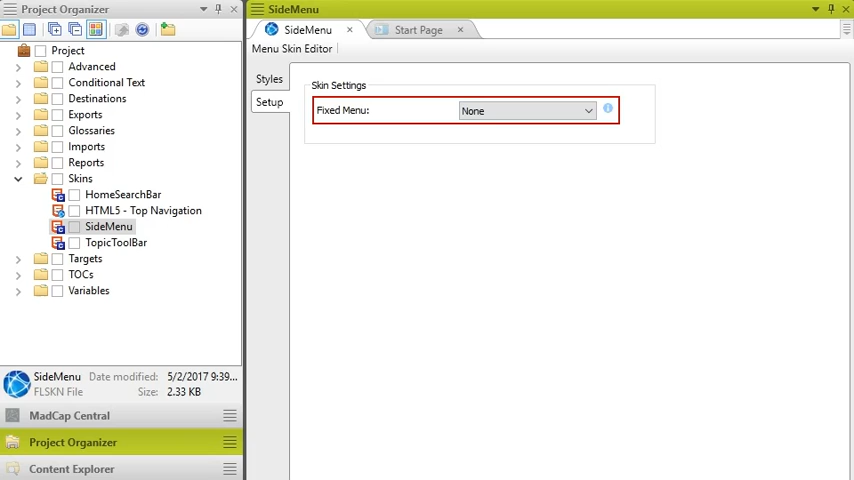 Project Organizer
Project
Advanced
Conditional Text
Destinations
Exports
Glossaries
Imports
Reports
Skins
HomeSearchBar
HTML5 - Top Navigation
SideMenu
TopicToolBar
Targets
TOCs
Variables
SideMenu Date modified: 5/2/2017 9:39...
FLSKN File Size: 2.33 KB
MadCap Central
Project Organizer
Content Explorer
SideMenu
SideMenu Start Page
Menu Skin Editor
Styles
Setup
Skin Settings
Fixed Menu: None